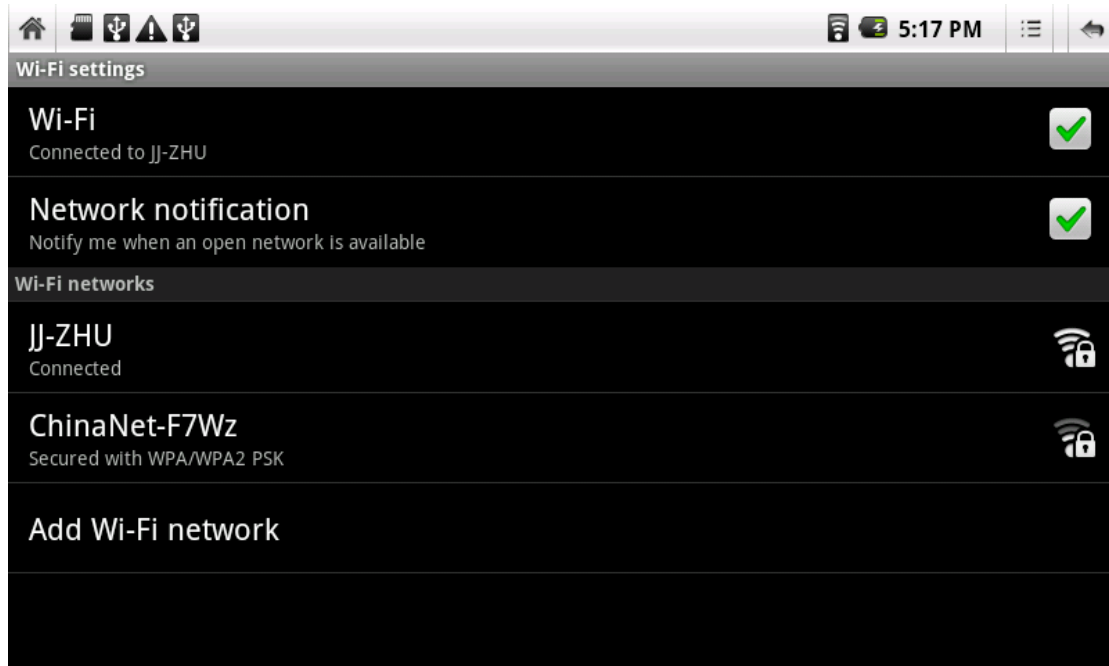 5:17 PM
Wi-Fi settings
Wi-Fi
Connected to JJ-ZHU
Network notification
Notify me when an open network is available
Wi-Fi networks
JJ-ZHU
Connected
ChinaNet-F7Wz
Secured with WPA/WPA2 PSK
Add Wi-Fi network